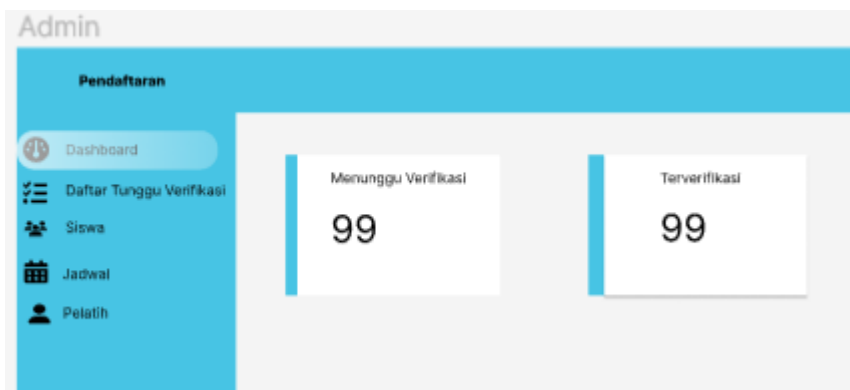 Admin
Pendaftaran
Dashboard
Daftar Tunggu Verifikasi
Siswa
Jadwal
Pelatih
Menunggu Verifikasi
99
Terverifikasi
99